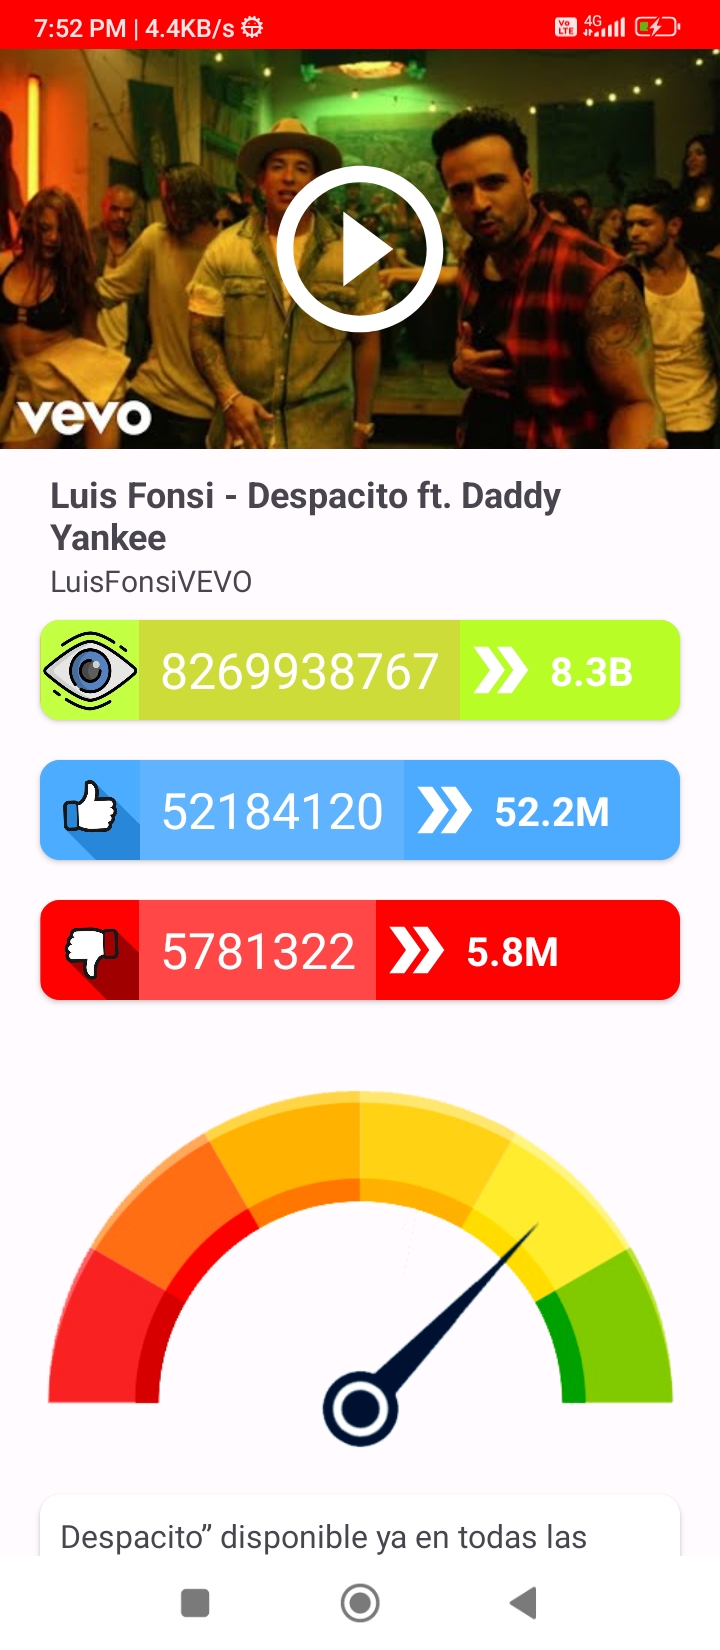 7:52 PM | 4.4KB/s
Vo LTE 4G
vevo
Luis Fonsi - Despacito ft. Daddy
Yankee
LuisFonsiVEVO
8269938767 8.3B
52184120 52.2M
5781322 5.8M
Despacito” disponible ya en todas las